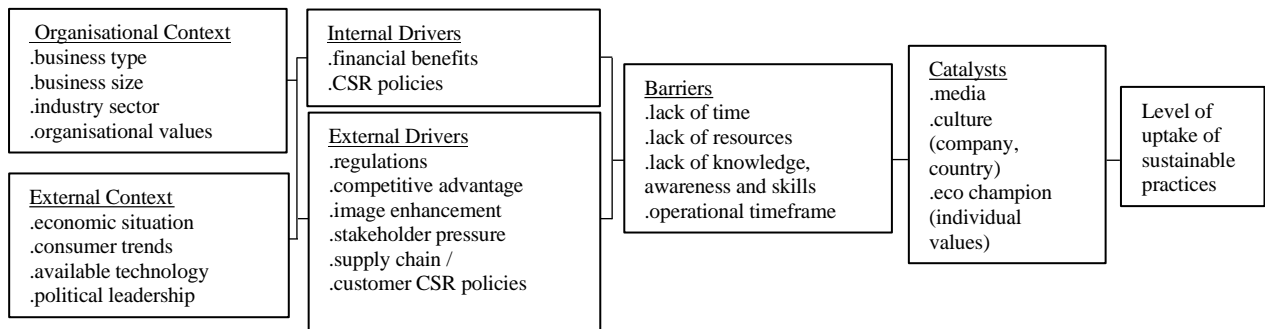 Organisational Context
.business type
.business size
.industry sector
.organisational values
External Context
.economic situation
.consumer trends
.available technology
.political leadership
Internal Drivers
.financial benefits
.CSR policies
External Drivers
.regulations
.competitive advantage
.image enhancement
.stakeholder pressure
.supply chain /
.customer CSR policies
Barriers
.lack of time
.lack of resources
.lack of knowledge,
awareness and skills
.operational timeframe
Catalysts
.media
.culture
(company,
country)
.eco champion
(individual
values)
Level of
uptake of
sustainable
practices